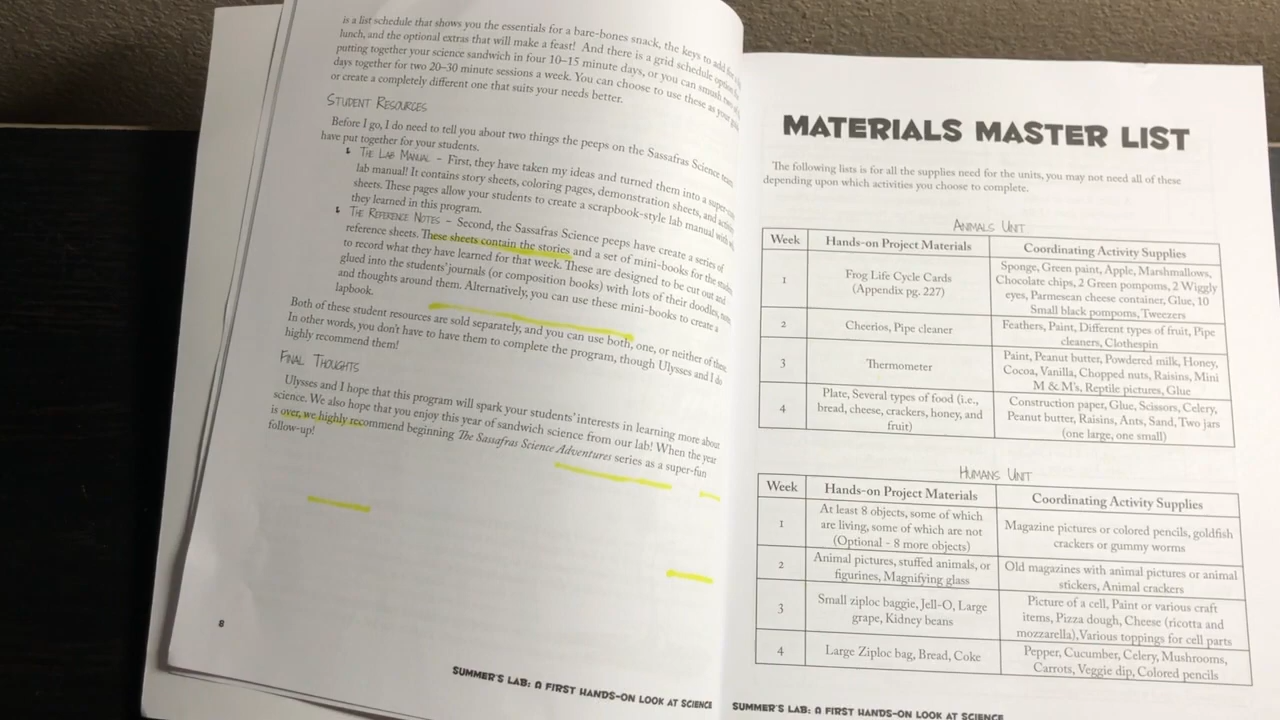 is a list schedule that shows you the essentials for a bare-bones snack, the keys to add for a
lunch, and the optional extras that will make a feast! And there is a grid schedule option for
putting together your science sandwich in four 10–15 minute days, or you can smush two of
days together for two 20–30 minute sessions a week. You can choose to use these as your
or create a completely different one that suits your needs better.
STUDENT RESOURCES
Before I go, I do need to tell you about two things the peeps on the Sassafras Science team
have put together for your students.
THE LAB MANUAL – First, they have taken my ideas and turned them into a
lab manual! It contains story sheets, coloring pages, demonstration sheets, and
sheets. These pages allow your students to create a scrapbook-style lab manual with
they learned in this program.
THE REFERENCE NOTES – Second, the Sassafras Science peeps have create a series of
reference sheets. These sheets contain the stories and a set of mini-books for the
to record what they have learned for that week. These are designed to be cut out and
glued into the students' journals (or composition books) with lots of their doodles,
and thoughts around them. Alternatively, you can use these mini-books to create a
lapbook.
Both of these student resources are sold separately, and you can use both, one, or neither of these.
In other words, you don't have to have them to complete the program, though Ulysses and I do
highly recommend them!
FINAL THOUGHTS
Ulysses and I hope that this program will spark your students' interests in learning more about
science. We also hope that you enjoy this year of sandwich science from our lab! When the year
is over, we highly recommend beginning The Sassafras Science Adventures series as a super-fun
follow-up!
8
SUMMER'S LAB: A FIRST HANDS-ON LOOK AT SCIENCE
MATERIALS MASTER LIST
The following lists is for all the supplies need for the units, you may not need all of these
depending upon which activities you choose to complete.
ANIMALS UNIT
Week Hands-on Project Materials Coordinating Activity Supplies
1 Frog Life Cycle Cards
(Appendix pg. 227)
Sponge, Green paint, Apple, Marshmallows,
Chocolate chips, 2 Green pompoms, 2 Wiggly
eyes, Parmesean cheese container, Glue, 10
Small black pompoms, Tweezers
2 Cheerios, Pipe cleaner
Feathers, Paint, Different types of fruit, Pipe
cleaners, Clothespin
3 Thermometer
Paint, Peanut butter, Powdered milk, Honey,
Cocoa, Vanilla, Chopped nuts, Raisins, Mini
M & M's, Reptile pictures, Glue
4 Plate, Several types of food (i.e.,
bread, cheese, crackers, honey, and
fruit)
Construction paper, Glue, Scissors, Celery,
Peanut butter, Raisins, Ants, Sand, Two jars
(one large, one small)
HUMANS UNIT
Week Hands-on Project Materials Coordinating Activity Supplies
1 At least 8 objects, some of which
are living, some of which are not
(Optional - 8 more objects)
Magazine pictures or colored pencils, goldfish
crackers or gummy worms
2 Animal pictures, stuffed animals, or
figurines, Magnifying glass
Old magazines with animal pictures or animal
stickers, Animal crackers
3 Small ziploc baggie, Jell-O, Large
grape, Kidney beans
Picture of a cell, Paint or various craft
items, Pizza dough, Cheese (ricotta and
mozzarella), Various toppings for cell parts
4 Large Ziploc bag, Bread, Coke
Pepper, Cucumber, Celery, Mushrooms,
Carrots, Veggie dip, Colored pencils
SUMMER'S LAB: A FIRST HANDS-ON LOOK AT SCIENCE